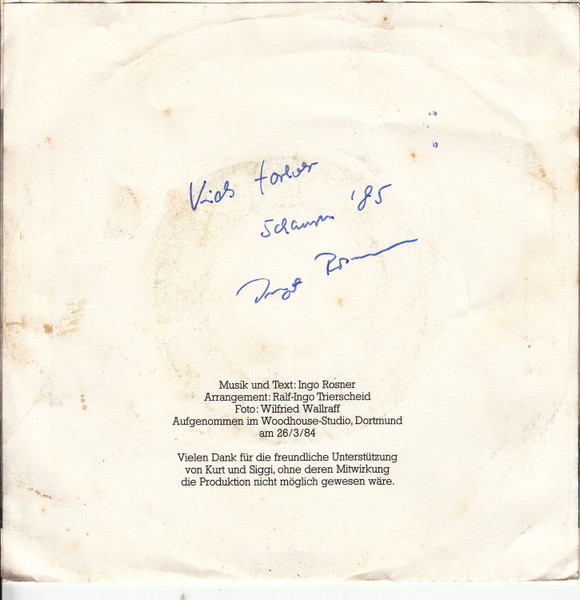 '85
Ingo Rosner
Musik und Text: Ingo Rosner
Arrangement: Ralf-Ingo Trierscheid
Foto: Wilfried Wallraff
Aufgenommen im Woodhouse-Studio, Dortmund
am 26/3/84
Vielen Dank für die freundliche Unterstützung
von Kurt und Siggi, ohne deren Mitwirkung
die Produktion nicht möglich gewesen wäre.